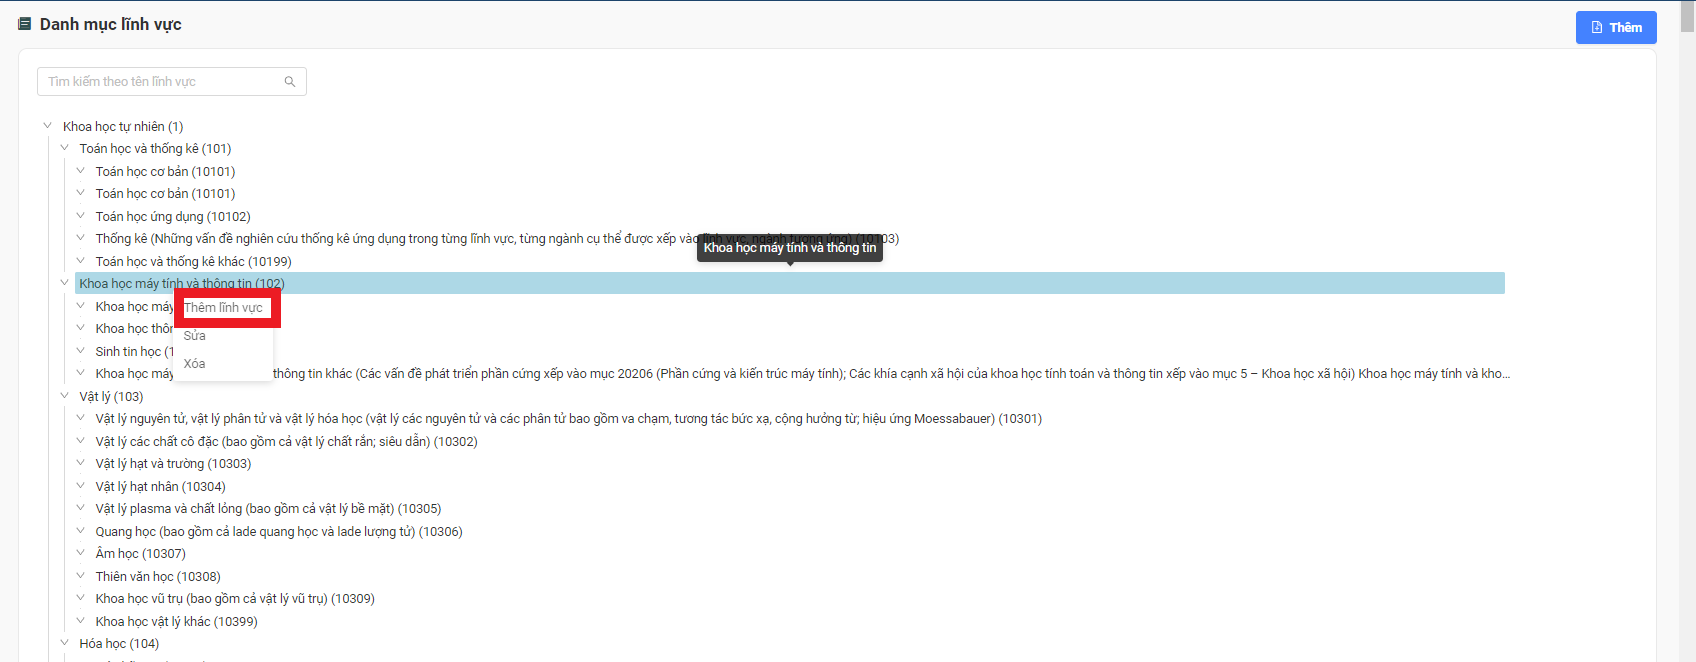 Danh mục lĩnh vực
Thêm
Tìm kiếm theo tên lĩnh vực
Khoa học tự nhiên (1)
Toán học và thống kê (101)
Toán học cơ bản (10101)
Toán học cơ bản (10101)
Toán học ứng dụng (10102)
Thống kê (Những vấn đề nghiên cứu thống kê ứng dụng trong từng lĩnh vực, từng ngành cụ thể được xếp vào lĩnh vực, ngành tương ứng) (10103)
Khoa học máy tính và thông tin
Toán học và thống kê khác (10199)
Khoa học máy tính và thông tin (102)
Khoa học máy
Thêm lĩnh vực
Khoa học thôn
Sửa
Sinh tin học (1
Xóa
Khoa học máy thông tin khác (Các vấn đề phát triển phần cứng xếp vào mục 20206 (Phần cứng và kiến trúc máy tính); Các khía cạnh xã hội của khoa học tính toán và thông tin xếp vào mục 5 – Khoa học xã hội) Khoa học máy tính và kho...
Vật lý (103)
Vật lý nguyên tử, vật lý phân tử và vật lý hóa học (vật lý các nguyên tử và các phân tử bao gồm va chạm, tương tác bức xạ, cộng hưởng từ; hiệu ứng Moessabauer) (10301)
Vật lý các chất cô đặc (bao gồm cả vật lý chất rắn; siêu dẫn) (10302)
Vật lý hạt và trường (10303)
Vật lý hạt nhân (10304)
Vật lý plasma và chất lỏng (bao gồm cả vật lý bề mặt) (10305)
Quang học (bao gồm cả lade quang học và lade lượng tử) (10306)
Âm học (10307)
Thiên văn học (10308)
Khoa học vũ trụ (bao gồm cả vật lý vũ trụ) (10309)
Khoa học vật lý khác (10399)
Hóa học (104)